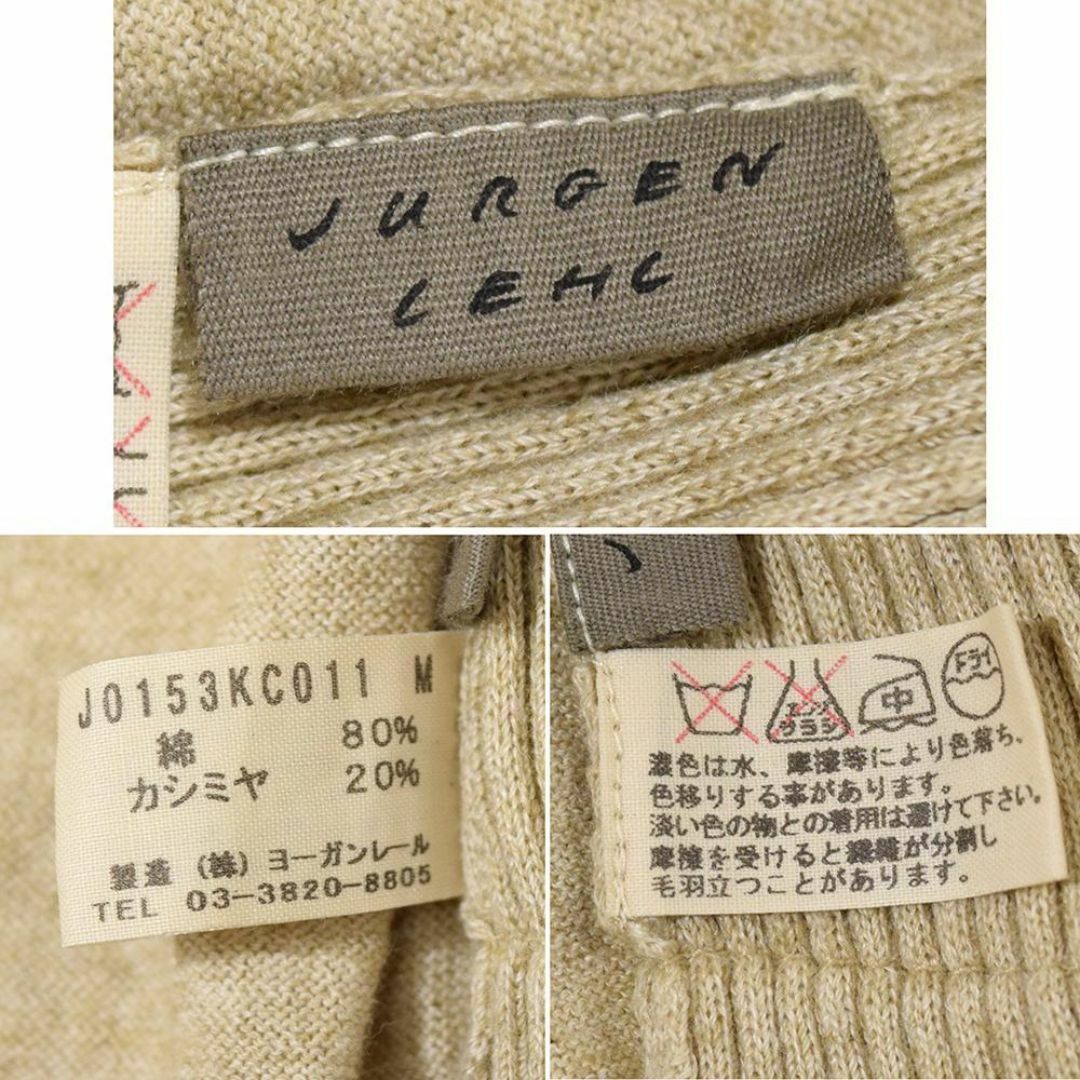 JURGEN
LEHL
J0153KC011 M
綿 80%
カシミヤ 20%
製造 (株) ヨーガンレール
TEL 03-3820-8805
エンソ
ブラシ
中
ドライ
濃色は水、摩擦等により色落ち、
色移りする事があります。
淡い色の物との着用は避けて下さい。
摩擦を受けると繊維が分割し
毛羽立つことがあります。